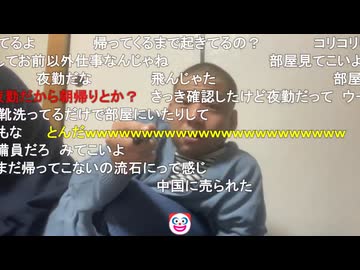 てるよ 帰ってくるまで起きてるの? コリコリ
してお前以外仕事なんじゃね 部屋見てこいよ
夜勤だな 飛んじゃた 部屋
夜勤だから朝帰りとか? さっき確認したけど夜勤だって ウー
靴洗ってるだけで部屋にいたりして
もな とんだwwwwwwwwwwwwwwwwwwwwwww
備員だろ みてこいよ
まだ帰ってこないの流石にって感じ
中国に売られた